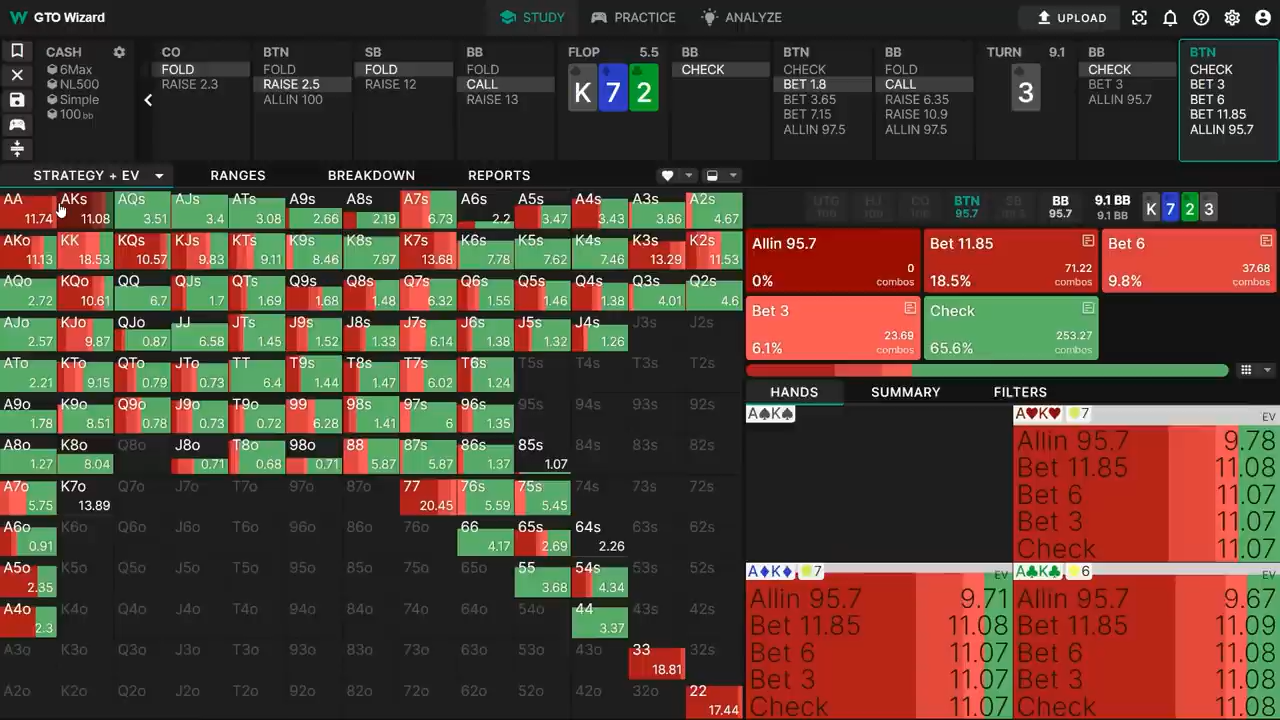 GTO Wizard
STUDY
PRACTICE
ANALYZE
UPLOAD
CASH
6Max
NL500
Simple
100 bb
CO
FOLD
RAISE 2.3
BTN
FOLD
RAISE 2.5
ALLIN 100
SB
FOLD
RAISE 12
BB
FOLD
CALL
RAISE 13
FLOP 5.5
K 7 2
BB
CHECK
BTN
CHECK
BET 1.8
BET 3.65
BET 7.15
ALLIN 97.5
BB
FOLD
CALL
RAISE 6.35
RAISE 10.9
ALLIN 97.5
TURN 9.1
3
BB
CHECK
BET 3
ALLIN 95.7
BTN
CHECK
BET 3
BET 6
BET 11.85
ALLIN 95.7
STRATEGY + EV
RANGES
BREAKDOWN
REPORTS
AA AKs AQs AJs ATs A9s A8s A7s A6s A5s A4s A3s A2s
11.74 11.08 3.51 3.4 3.08 2.66 2.19 6.73 2.2 3.47 3.43 3.86 4.67
AKo KK KQs KJs KTs K9s K8s K7s K6s K5s K4s K3s K2s
11.13 18.53 10.57 9.83 9.11 8.46 7.97 13.68 7.78 7.62 7.46 13.29 11.53
AQo KQo QQ QJs QTs Q9s Q8s Q7s Q6s Q5s Q4s Q3s Q2s
2.72 10.61 6.7 1.7 1.69 1.68 1.48 6.32 1.55 1.46 1.38 4.01 4.6
AJo KJo QJo JJ JTs J9s J8s J7s J6s J5s J4s J3s J2s
2.57 9.87 0.87 6.58 1.45 1.52 1.33 6.14 1.38 1.32 1.26
ATo KTo QTo JTo TT T9s T8s T7s T6s T5s T4s T3s T2s
2.21 9.15 0.79 0.73 6.4 1.44 1.47 6.02 1.24
A9o K9o Q9o J9o T9o 99 98s 97s 96s 95s 94s 93s 92s
1.78 8.51 0.78 0.73 0.72 6.28 1.41 6 1.35
A8o K8o Q8o J8o T8o 98o 88 87s 86s 85s 84s 83s 82s
1.27 8.04 0.71 0.68 0.71 5.87 5.87 1.37 1.07
A7o K7o Q7o J7o T7o 97o 87o 77 76s 75s 74s 73s 72s
5.75 13.89 20.45 5.59 5.45
A6o K6o Q6o J6o T6o 96o 86o 76o 66 65s 64s 63s 62s
0.91 4.17 2.69 2.26
A5o K5o Q5o J5o T5o 95o 85o 75o 65o 55 54s 53s 52s
2.35 3.68 4.34
A4o K4o Q4o J4o T4o 94o 84o 74o 64o 54o 44 43s 42s
2.3 3.37
A3o K3o Q3o J3o T3o 93o 83o 73o 63o 53o 43o 33 32s
18.81
A2o K2o Q2o J2o T2o 92o 82o 72o 62o 52o 42o 32o 22
17.44
UTG HJ CO BTN SB BB 9.1 BB K 7 2 3
100 100 100 95.7 99.5 95.7 9.1 BB
Allin 95.7
0%
0
combos
Bet 11.85
18.5%
71.22
combos
Bet 6
9.8%
37.68
combos
Bet 3
6.1%
23.68
combos
Check
65.6%
253.27
combos
HANDS
SUMMARY
FILTERS
A♠K♠
A♥K♥ 7 EV
Allin 95.7 9.78
Bet 11.85 11.08
Bet 6 11.07
Bet 3 11.07
Check 11.07
A♦K♦ 7 EV
Allin 95.7 9.71
Bet 11.85 11.08
Bet 6 11.07
Bet 3 11.07
Check 11.07
A♣K♣ 6 EV
Allin 95.7 9.67
Bet 11.85 11.09
Bet 6 11.08
Bet 3 11.08
Check 11.07